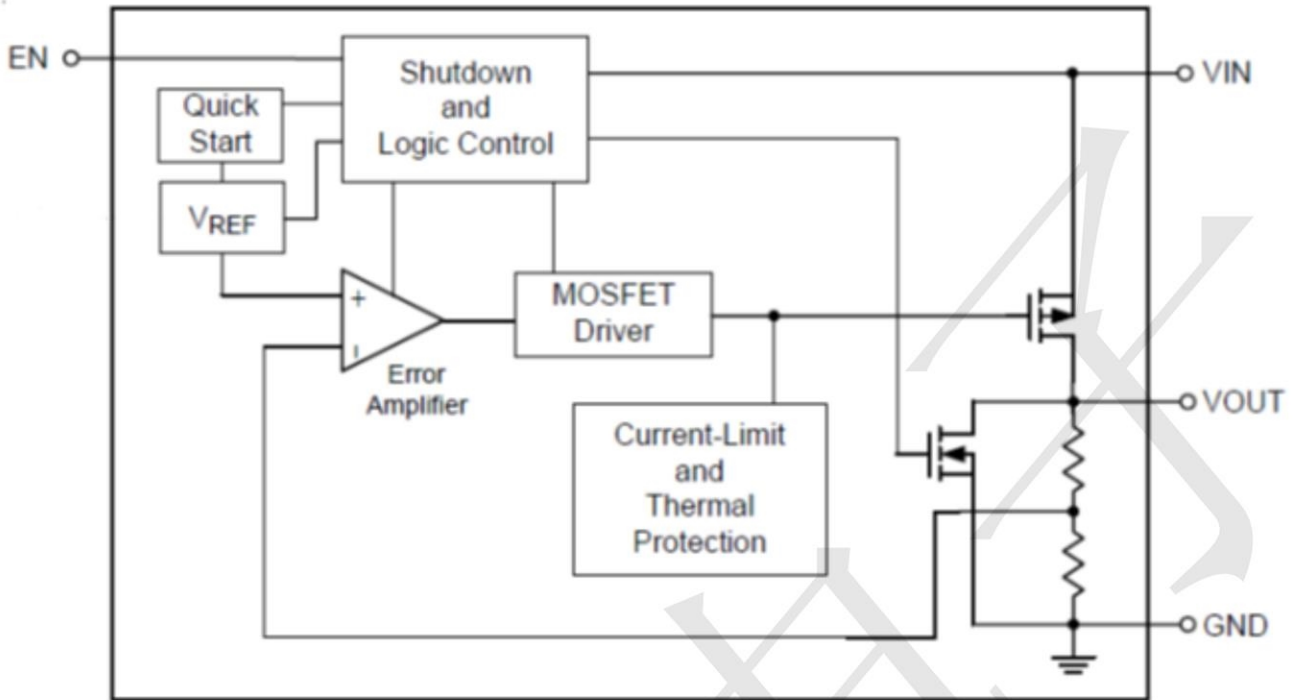 EN
Shutdown
and
Logic Control
VIN
Quick
Start
VREF
+
MOSFET
Driver
Error
Amplifier
VOUT
Current-Limit
and
Thermal
Protection
GND